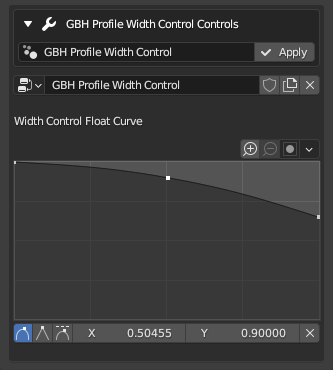 GBH Profile Width Control Controls
GBH Profile Width Control Apply
GBH Profile Width Control
Width Control Float Curve
X 0.50455 Y 0.90000